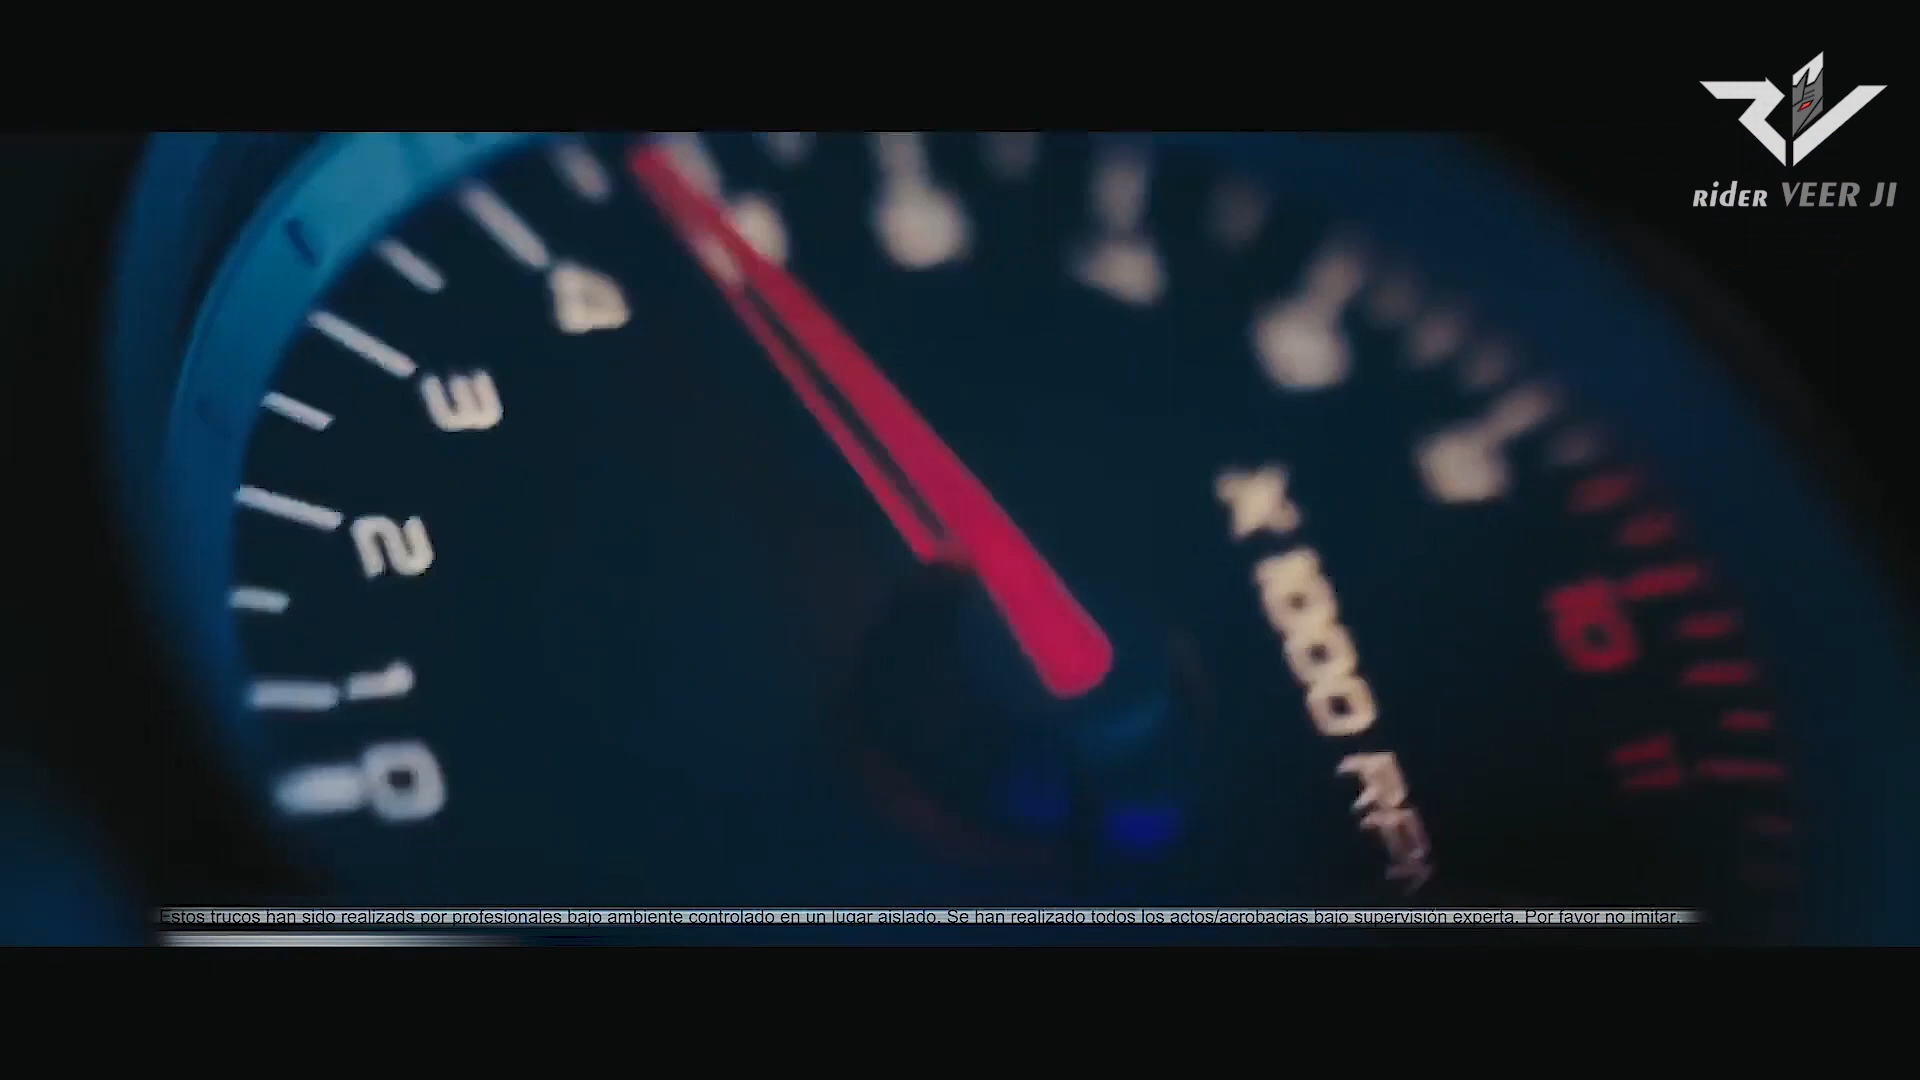 RiDER VEER JI
4
3
2
1
0
X 1000 RPM
10
11
Estos trucos han sido realizads por profesionales bajo ambiente controlado en un lugar aislado. Se han realizado todos los actos/acrobacias bajo supervisión experta. Por favor no imitar.